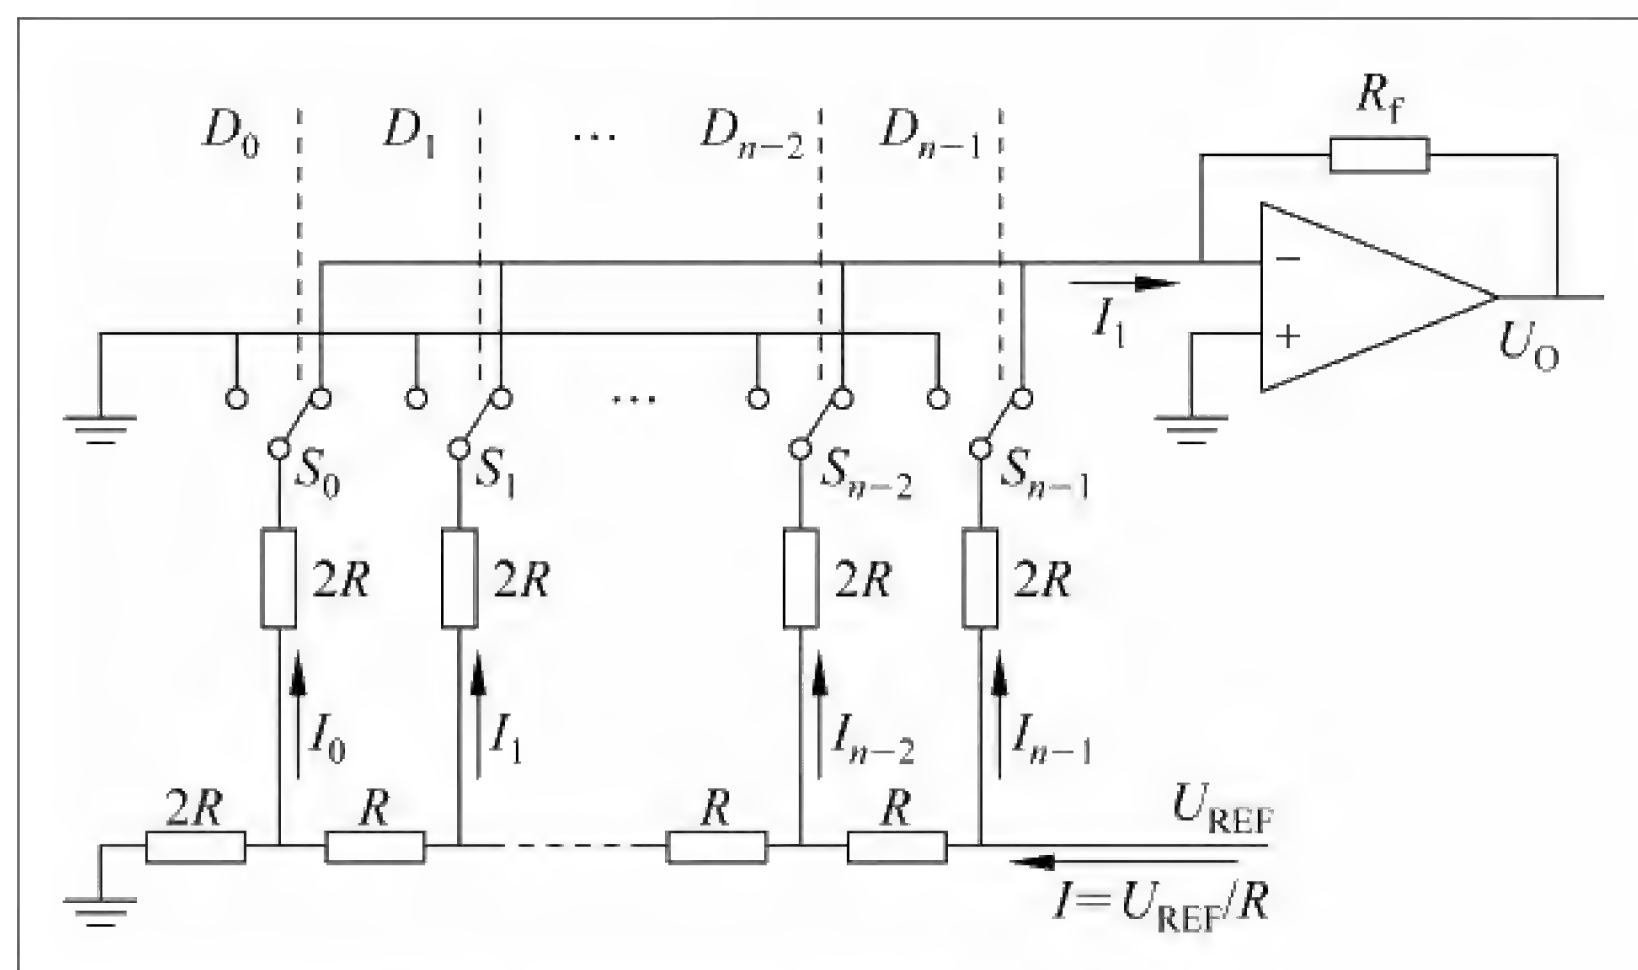 R_f
D_0 D_1 … D_{n−2} D_{n−1}
−
I_1
+
U_O
…
S_0 S_1 S_{n−2} S_{n−1}
2R 2R 2R 2R
I_0 I_1 I_{n−2} I_{n−1}
2R R R R U_REF
I=U_REF/R